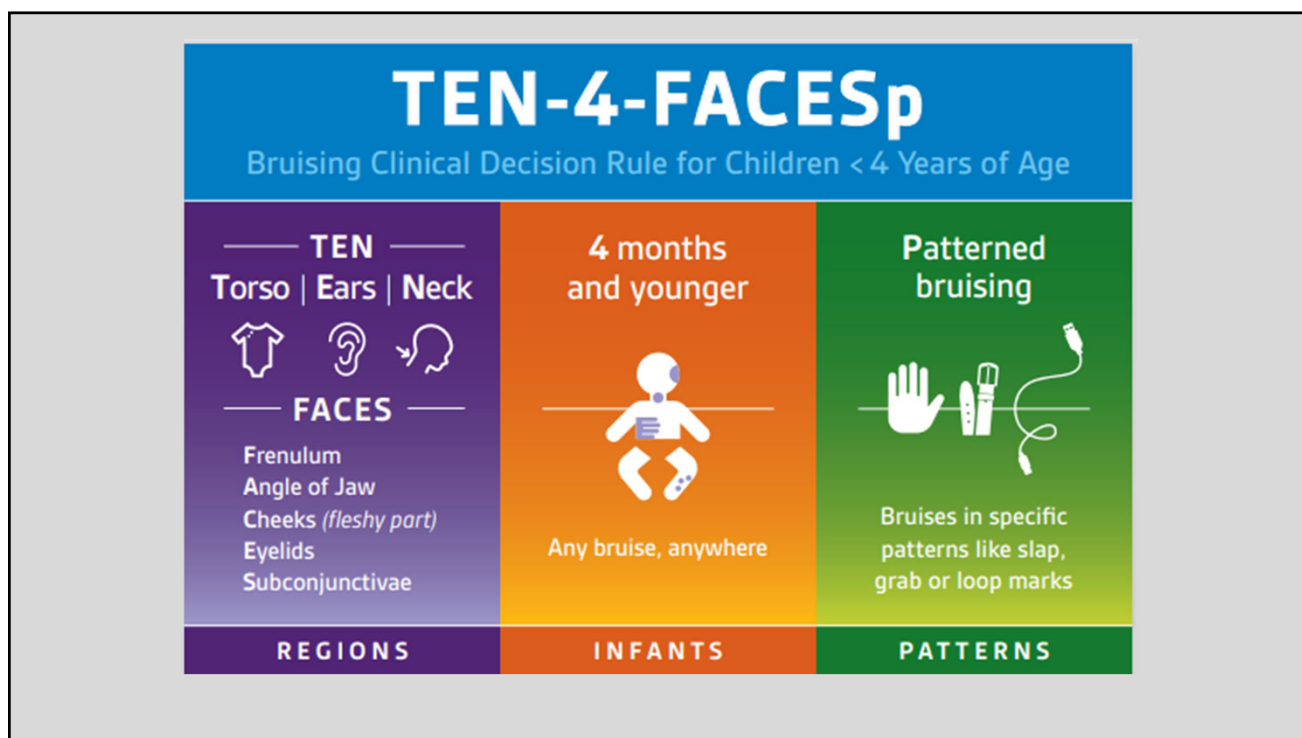 TEN-4-FACESp
Bruising Clinical Decision Rule for Children < 4 Years of Age
TEN
Torso | Ears | Neck
FACES
Frenulum
Angle of Jaw
Cheeks (fleshy part)
Eyelids
Subconjunctivae
REGIONS
4 months
and younger
Any bruise, anywhere
INFANTS
Patterned
bruising
Bruises in specific
patterns like slap,
grab or loop marks
PATTERNS